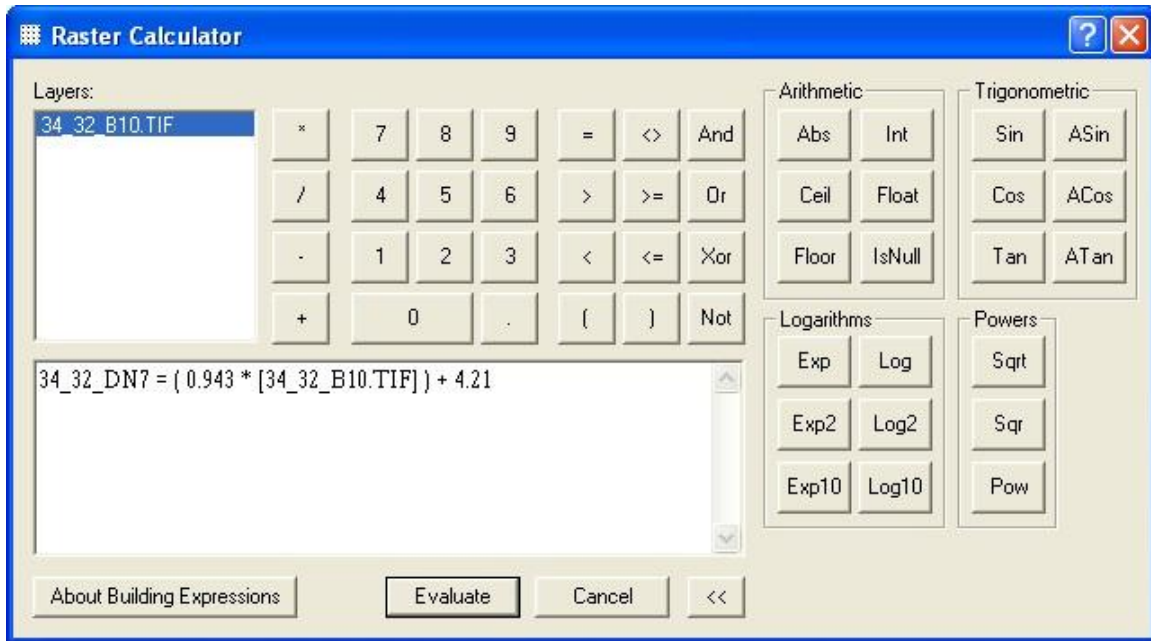 Raster Calculator
Layers:
34_32_B10.TIF
* 7 8 9 = <> And
/ 4 5 6 > >= Or
- 1 2 3 < <= Xor
+ 0 . ( ) Not
Arithmetic
Abs Int
Ceil Float
Floor IsNull
Trigonometric
Sin ASin
Cos ACos
Tan ATan
Logarithms
Exp Log
Exp2 Log2
Exp10 Log10
Powers
Sqrt
Sqr
Pow
34_32_DN7 = ( 0.943 * [34_32_B10.TIF] ) + 4.21
About Building Expressions Evaluate Cancel <<